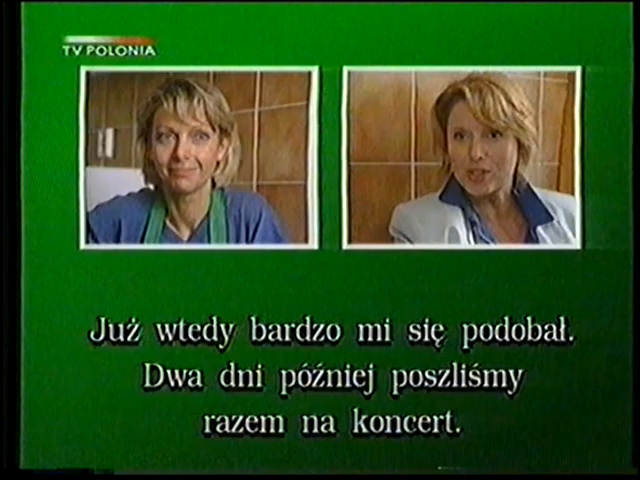 TV POLONIA
Już wtedy bardzo mi się podobał.
Dwa dni później poszliśmy
razem na koncert.